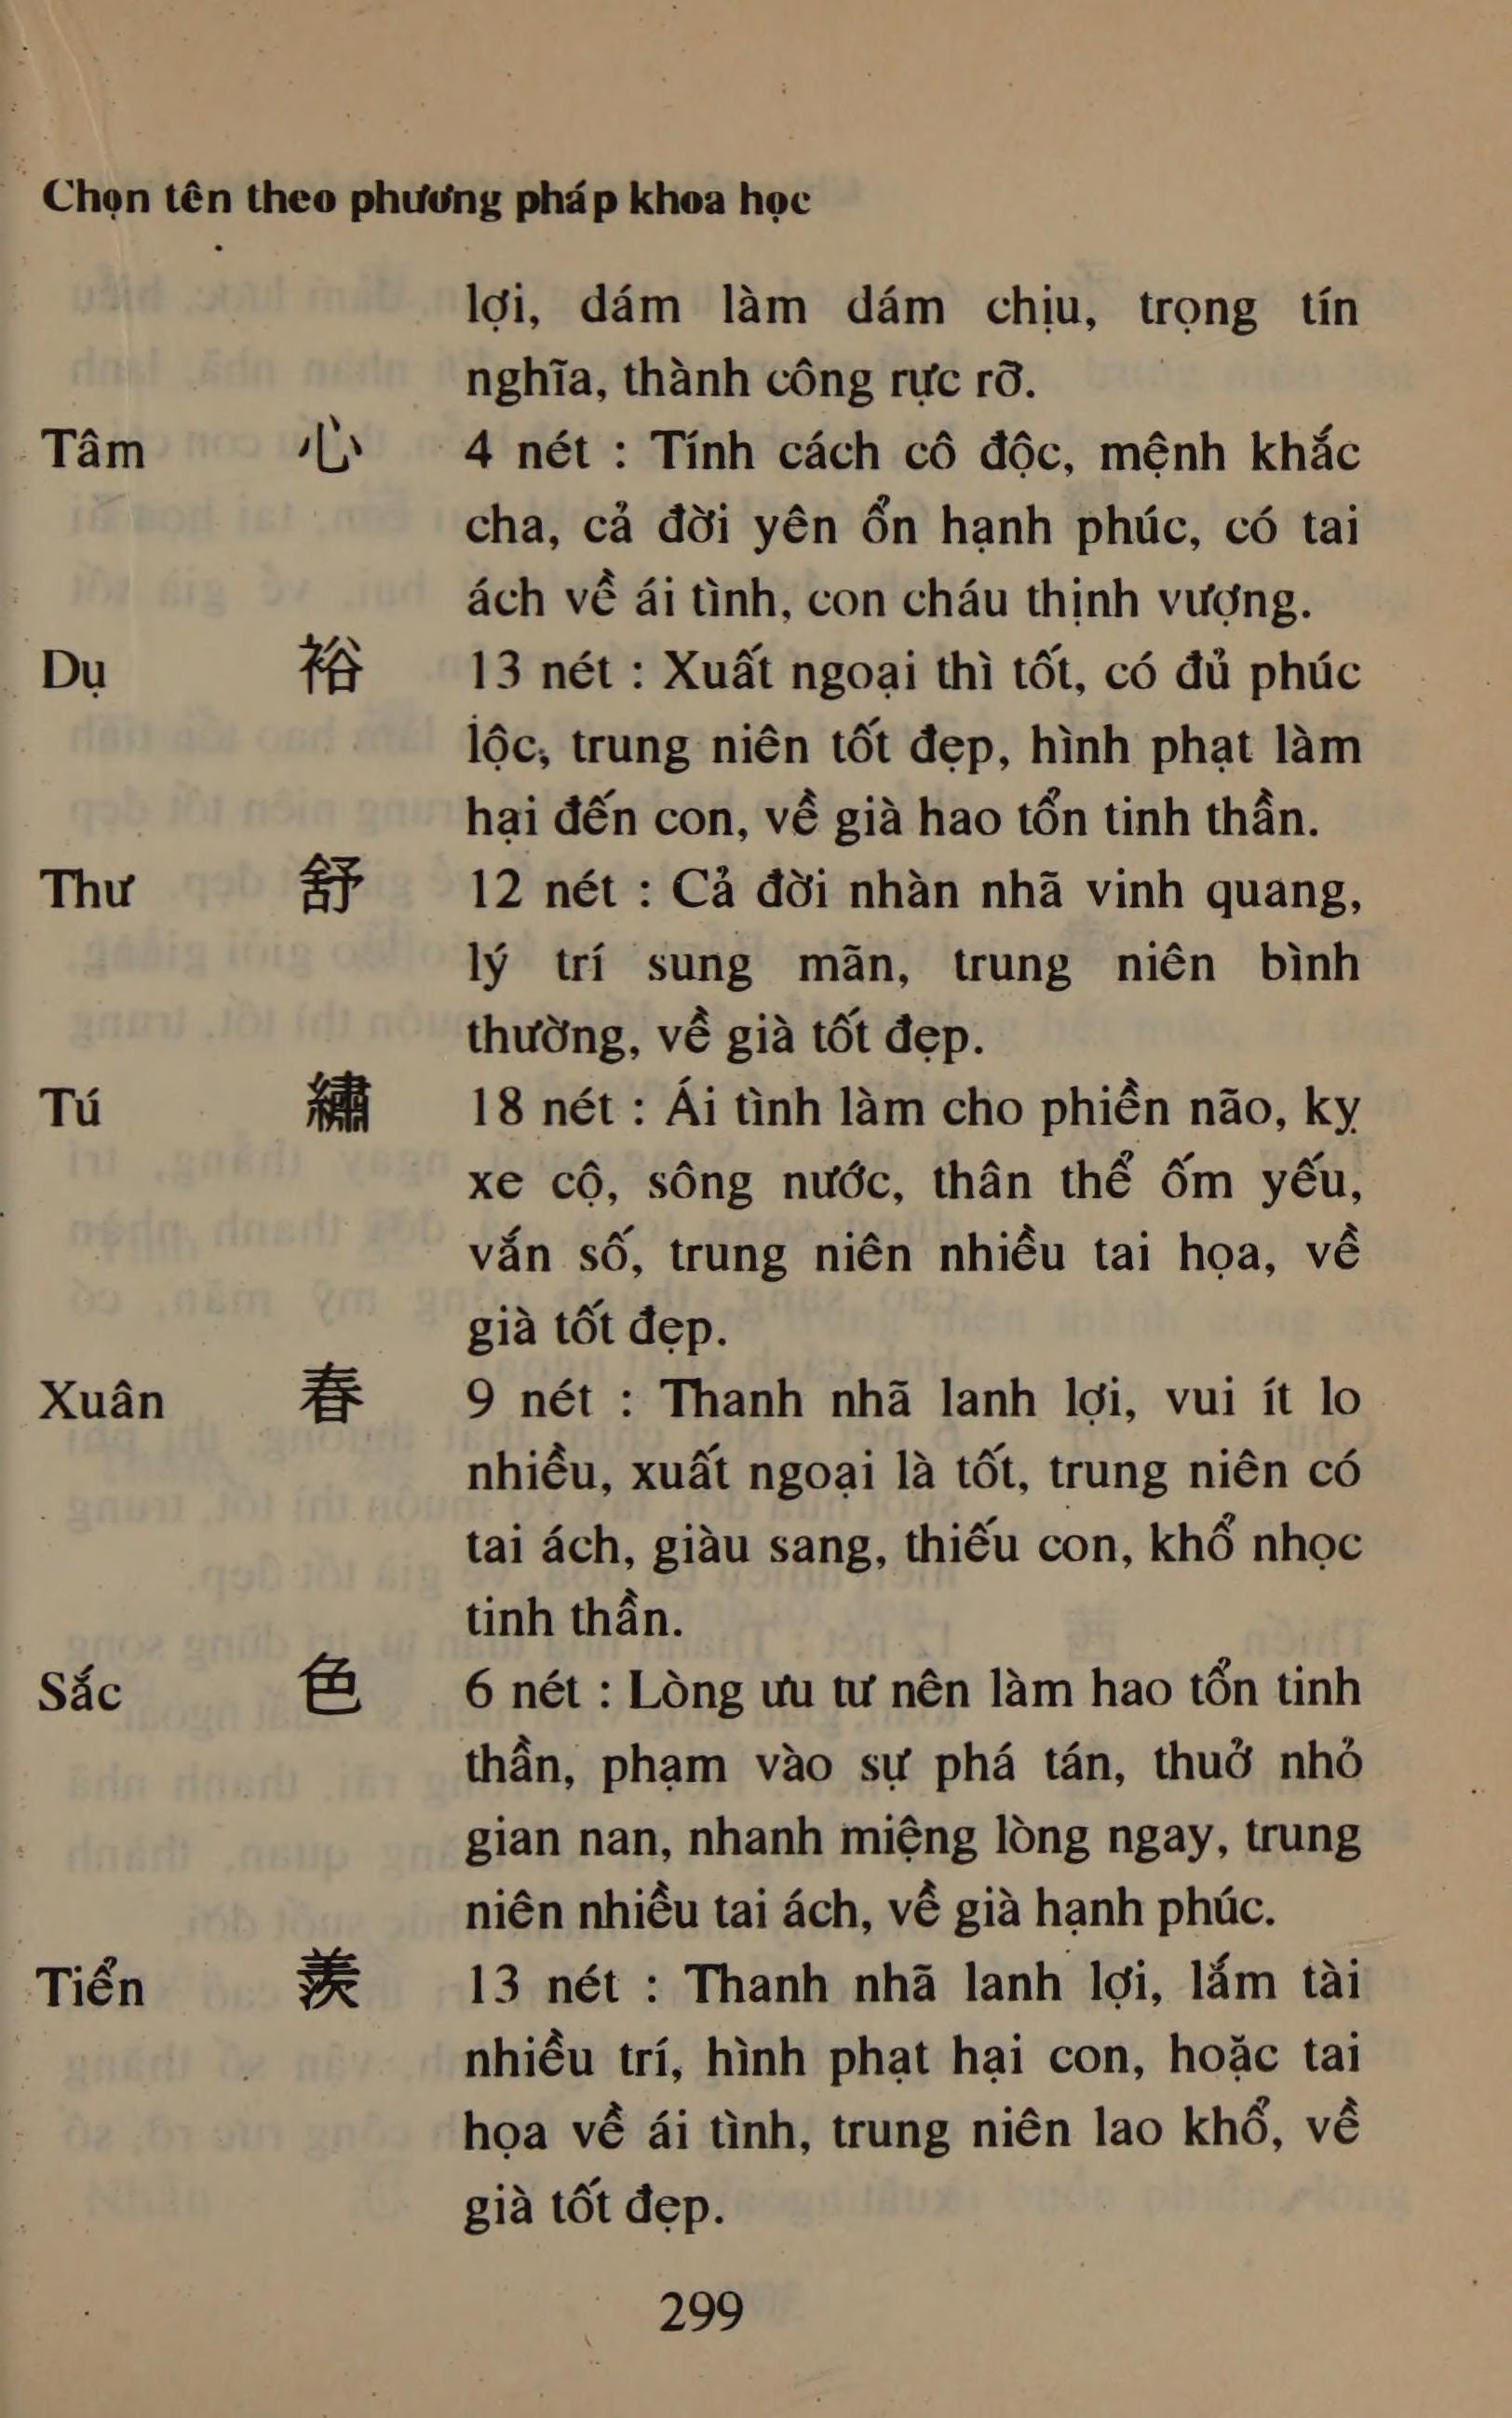 Chọn tên theo phương pháp khoa học
lợi, dám làm dám chịu, trọng tín
nghĩa, thành công rực rỡ.
Tâm 心 4 nét : Tính cách cô độc, mệnh khắc
cha, cả đời yên ổn hạnh phúc, có tai
ách về ái tình, con cháu thịnh vượng.
Dụ 裕 13 nét : Xuất ngoại thì tốt, có đủ phúc
lộc, trung niên tốt đẹp, hình phạt làm
hại đến con, về già hao tổn tinh thần.
Thư 舒 12 nét : Cả đời nhàn nhã vinh quang,
lý trí sung mãn, trung niên bình
thường, về già tốt đẹp.
Tú 繡 18 nét : Ái tình làm cho phiền não, kỵ
xe cộ, sông nước, thân thể ốm yếu,
vắn số, trung niên nhiều tai họa, về
già tốt đẹp.
Xuân 春 9 nét : Thanh nhã lanh lợi, vui ít lo
nhiều, xuất ngoại là tốt, trung niên có
tai ách, giàu sang, thiếu con, khổ nhọc
tinh thần.
Sắc 色 6 nét : Lòng ưu tư nên làm hao tổn tinh
thần, phạm vào sự phá tán, thuở nhỏ
gian nan, nhanh miệng lòng ngay, trung
niên nhiều tai ách, về già hạnh phúc.
Tiển 羨 13 nét : Thanh nhã lanh lợi, lắm tài
nhiều trí, hình phạt hại con, hoặc tai
họa về ái tình, trung niên lao khổ, về
già tốt đẹp.
299